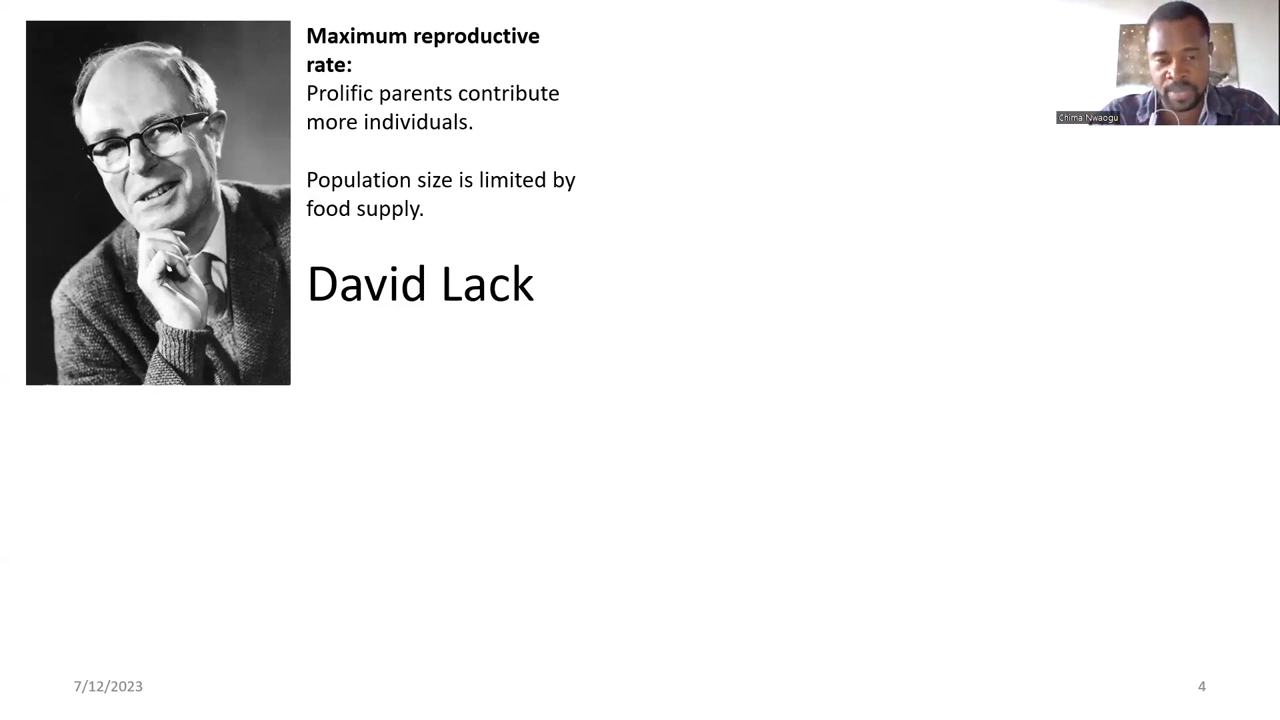 Maximum reproductive
rate:
Prolific parents contribute
more individuals.
Population size is limited by
food supply.
David Lack
Chima Nwaogu
7/12/2023
4